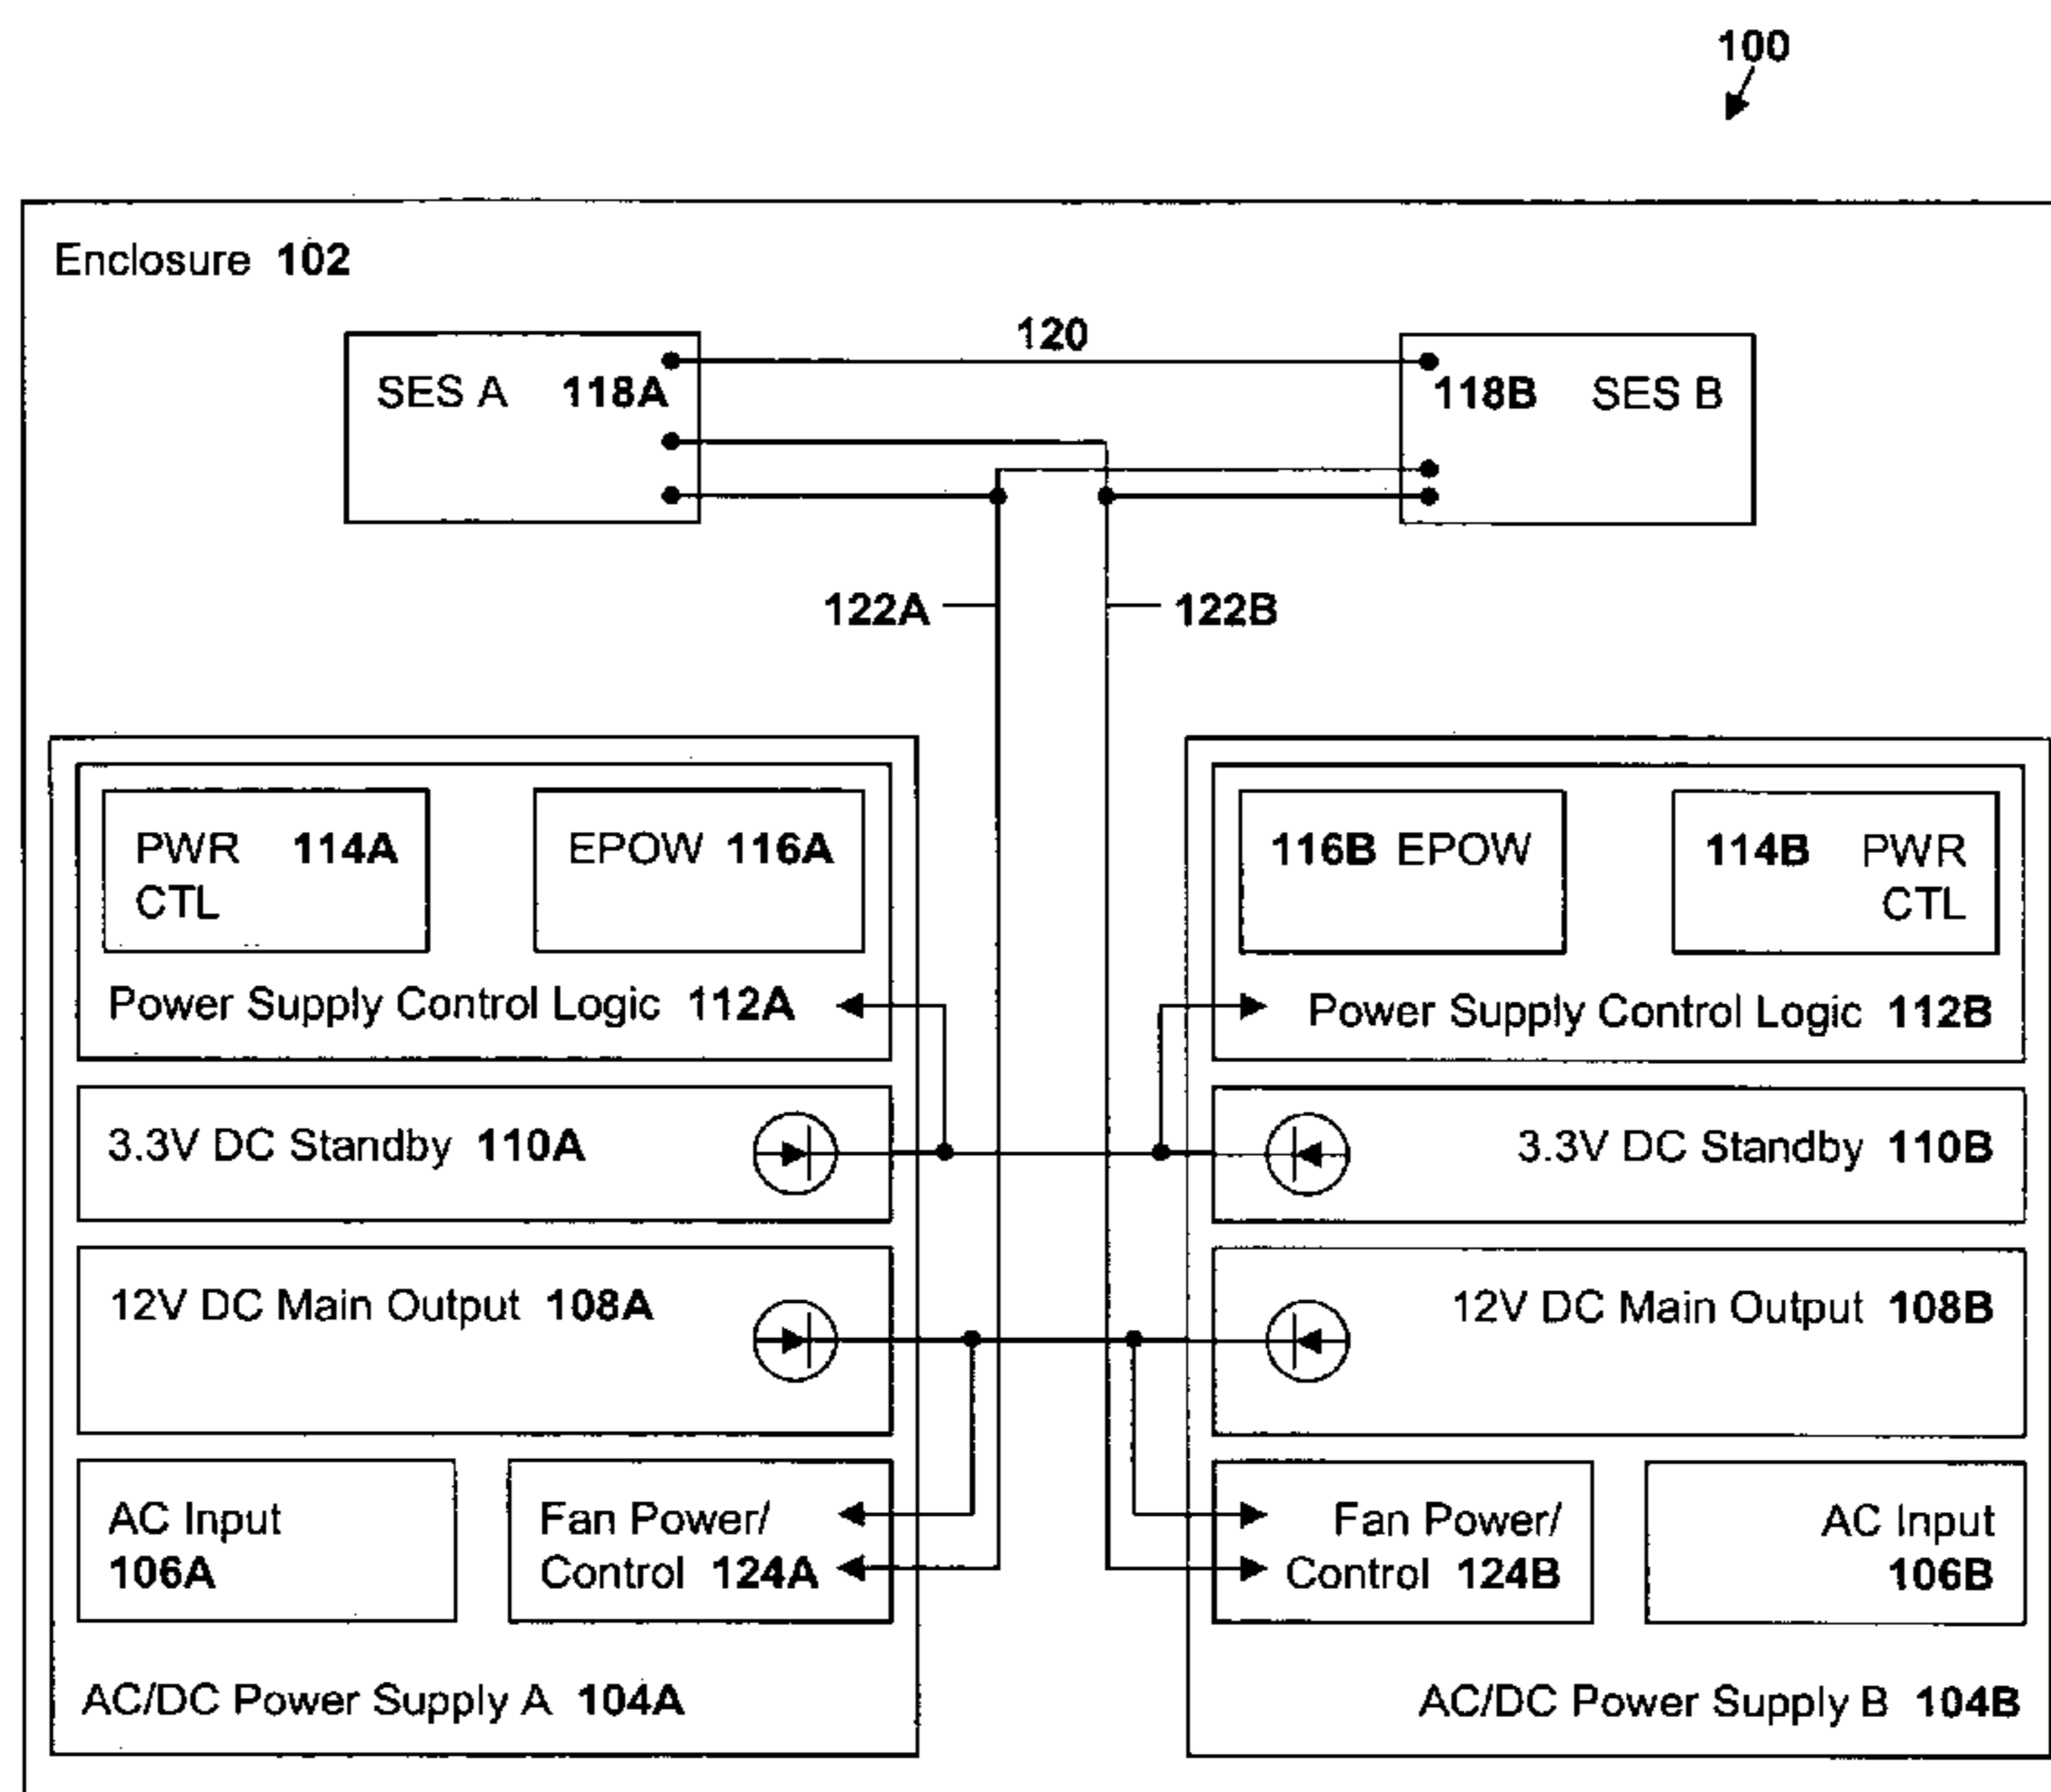 100
Enclosure 102
120
SES A 118A
118B SES B
122A
122B
PWR 114A
CTL
EPOW 116A
116B EPOW
114B PWR
CTL
Power Supply Control Logic 112A
Power Supply Control Logic 112B
3.3V DC Standby 110A
3.3V DC Standby 110B
12V DC Main Output 108A
12V DC Main Output 108B
AC Input
106A
Fan Power/
Control 124A
Fan Power/
Control 124B
AC Input
106B
AC/DC Power Supply A 104A
AC/DC Power Supply B 104B